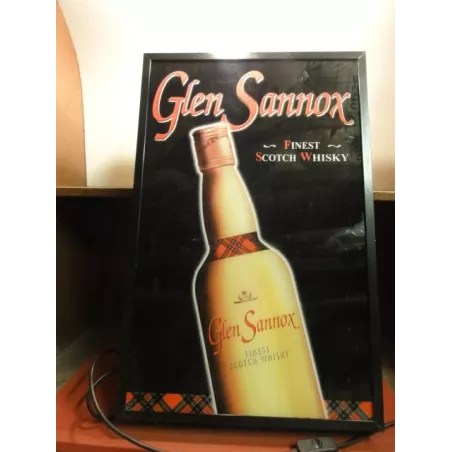 Glen Sannox
~ FINEST ~
SCOTCH WHISKY
Glen Sannox
FINEST
SCOTCH WHISKY